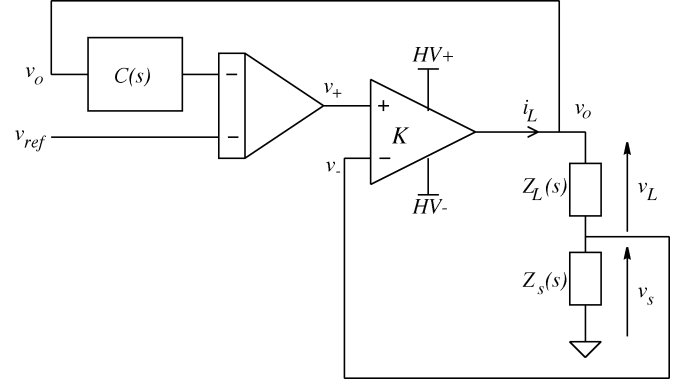 HV+
v_o
C(s)
−
v_+
i_L
v_o
+
v_ref
−
K
v_-
−
Z_L(s)
v_L
HV-
Z_s(s)
v_s